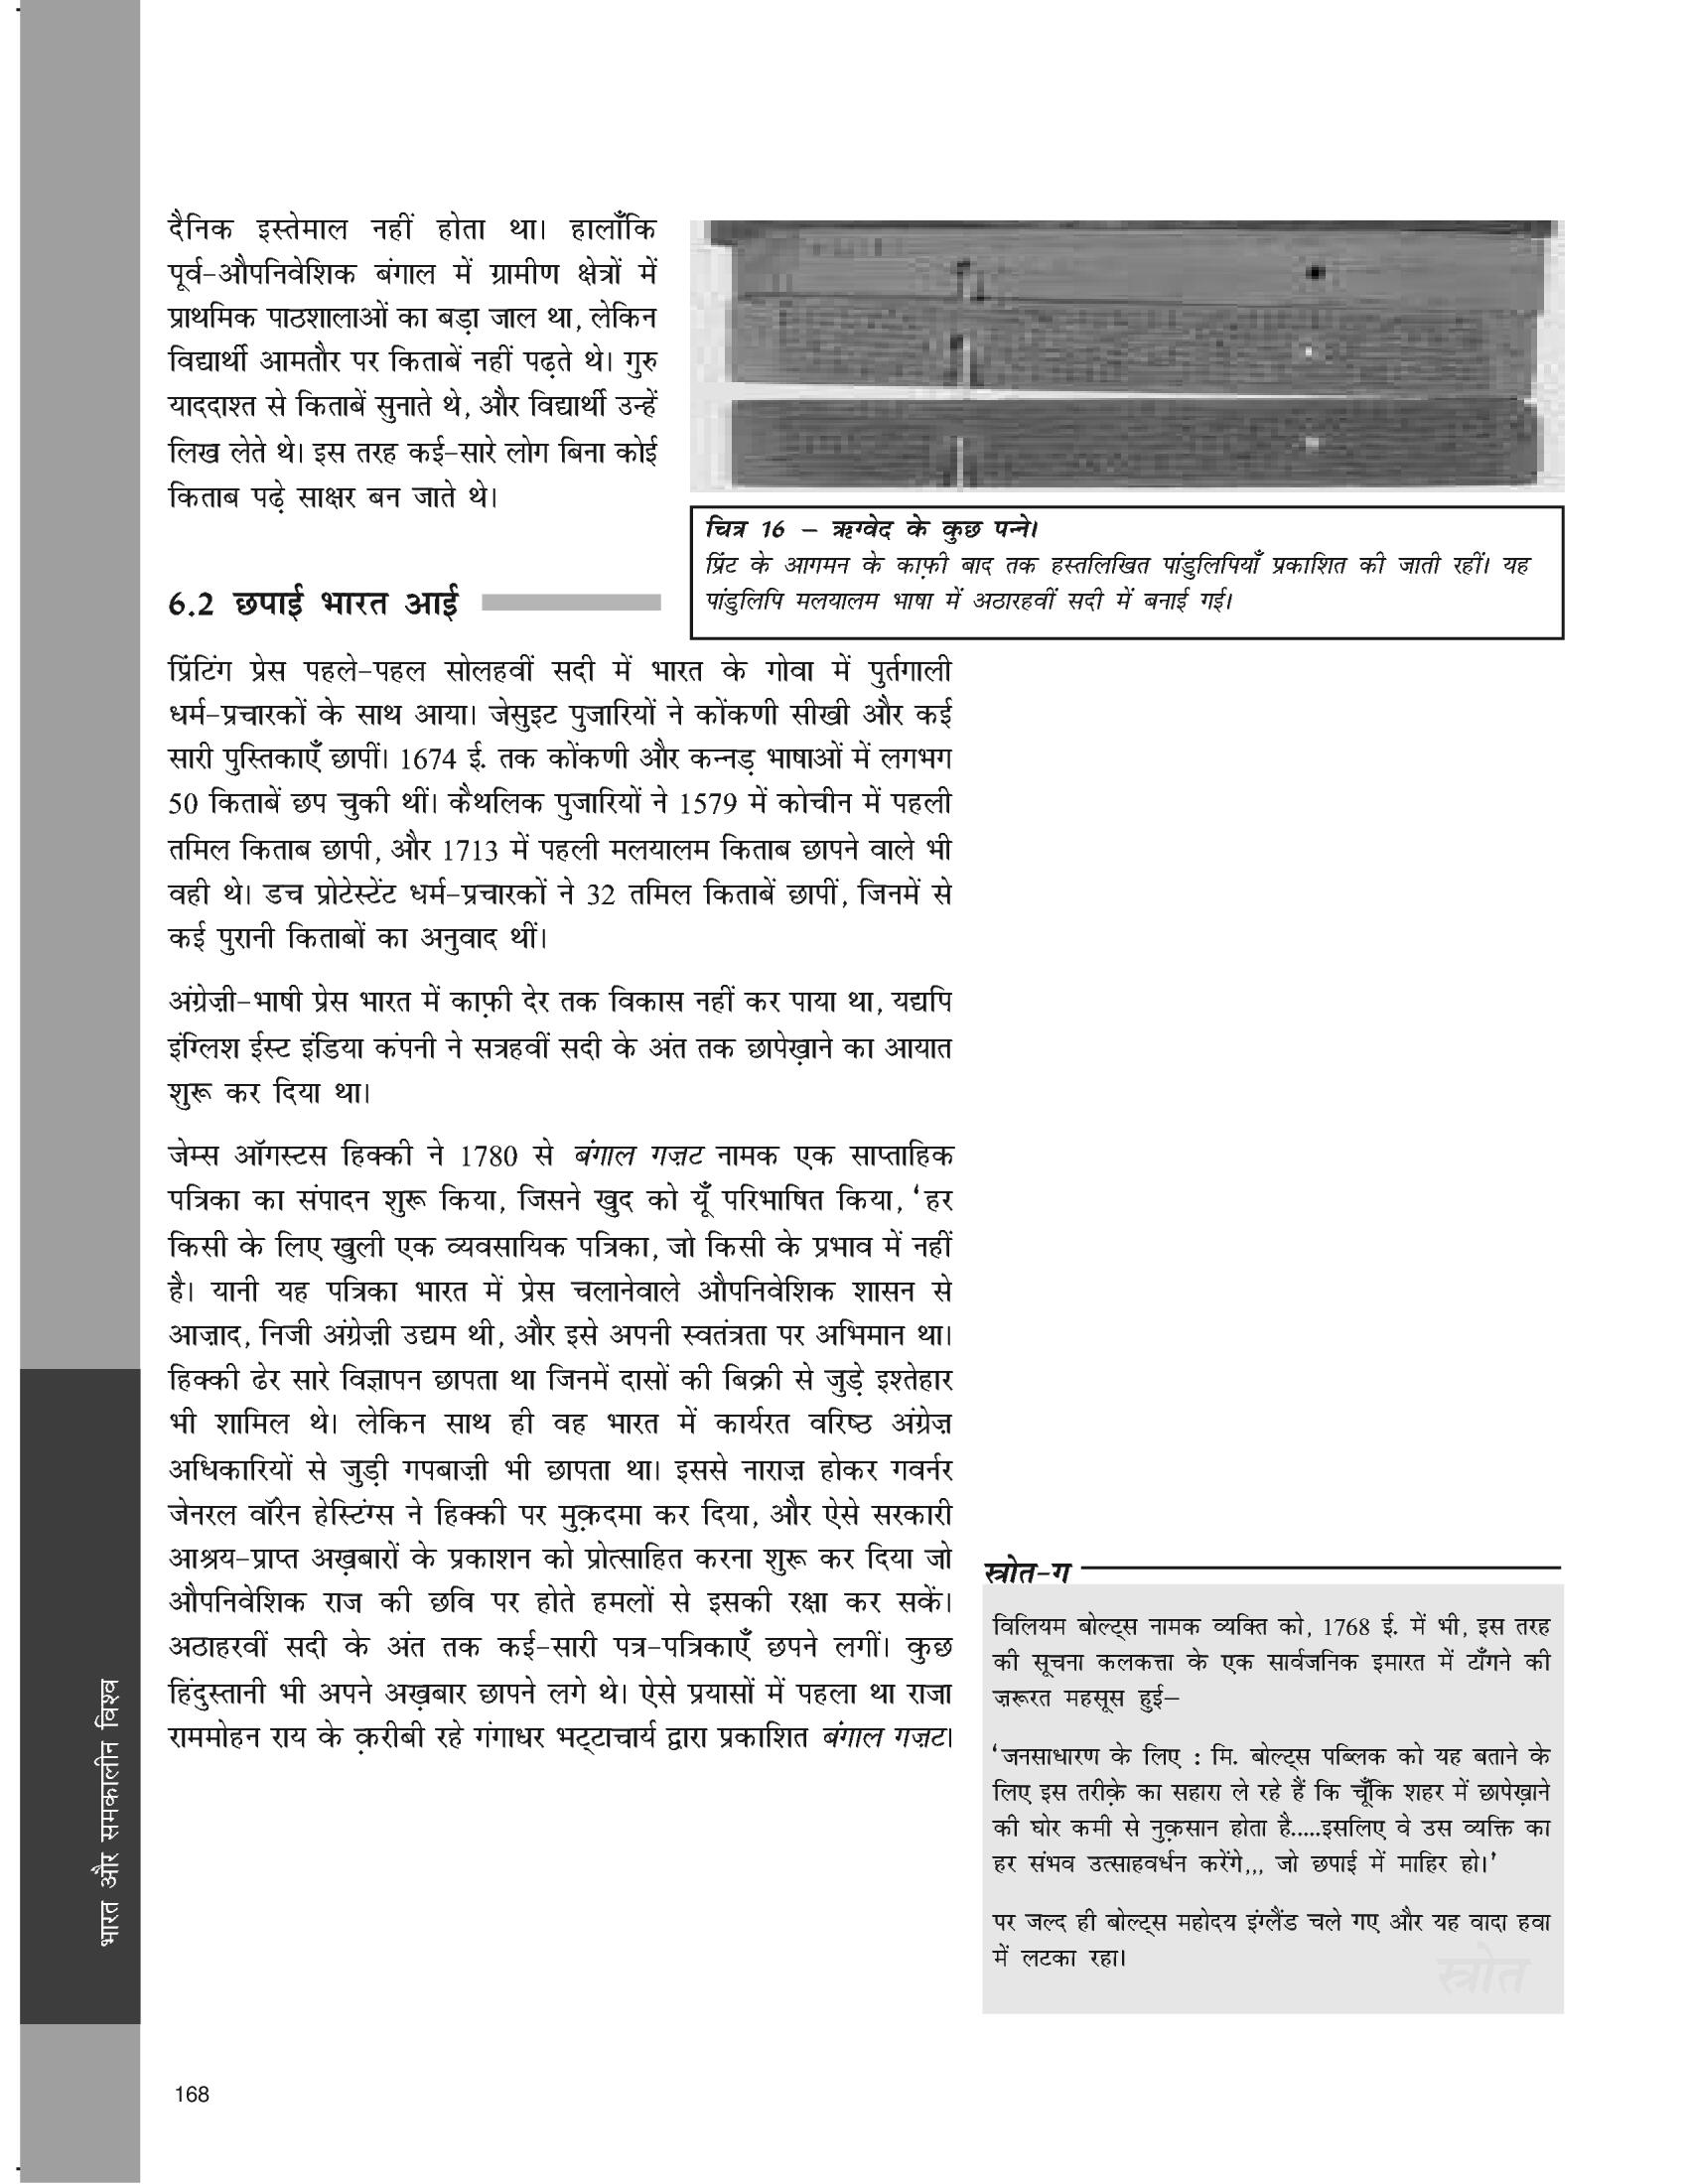 दैनिक इस्तेमाल नहीं होता था। हालाँकि
पूर्व-औपनिवेशिक बंगाल में ग्रामीण क्षेत्रों में
प्राथमिक पाठशालाओं का बड़ा जाल था, लेकिन
विद्यार्थी आमतौर पर किताबें नहीं पढ़ते थे। गुरु
याददाश्त से किताबें सुनाते थे, और विद्यार्थी उन्हें
लिख लेते थे। इस तरह कई-सारे लोग बिना कोई
किताब पढ़े साक्षर बन जाते थे।
चित्र 16 – ऋग्वेद के कुछ पन्ने।
प्रिंट के आगमन के काफ़ी बाद तक हस्तलिखित पांडुलिपियाँ प्रकाशित की जाती रहीं। यह
पांडुलिपि मलयालम भाषा में अठारहवीं सदी में बनाई गई।
6.2 छपाई भारत आई
प्रिंटिंग प्रेस पहले-पहल सोलहवीं सदी में भारत के गोवा में पुर्तगाली
धर्म-प्रचारकों के साथ आया। जेसुइट पुजारियों ने कोंकणी सीखी और कई
सारी पुस्तिकाएँ छापीं। 1674 ई. तक कोंकणी और कन्नड़ भाषाओं में लगभग
50 किताबें छप चुकी थीं। कैथलिक पुजारियों ने 1579 में कोचीन में पहली
तमिल किताब छापी, और 1713 में पहली मलयालम किताब छापने वाले भी
वही थे। डच प्रोटेस्टेंट धर्म-प्रचारकों ने 32 तमिल किताबें छापीं, जिनमें से
कई पुरानी किताबों का अनुवाद थीं।
अंग्रेज़ी-भाषी प्रेस भारत में काफ़ी देर तक विकास नहीं कर पाया था, यद्यपि
इंग्लिश ईस्ट इंडिया कंपनी ने सत्रहवीं सदी के अंत तक छापेख़ाने का आयात
शुरू कर दिया था।
जेम्स ऑगस्टस हिक्की ने 1780 से बंगाल गज़ट नामक एक साप्ताहिक
पत्रिका का संपादन शुरू किया, जिसने खुद को यूँ परिभाषित किया, ‘हर
किसी के लिए खुली एक व्यवसायिक पत्रिका, जो किसी के प्रभाव में नहीं
है। यानी यह पत्रिका भारत में प्रेस चलानेवाले औपनिवेशिक शासन से
आज़ाद, निजी अंग्रेज़ी उद्यम थी, और इसे अपनी स्वतंत्रता पर अभिमान था।
हिक्की ढेर सारे विज्ञापन छापता था जिनमें दासों की बिक्री से जुड़े इश्तेहार
भी शामिल थे। लेकिन साथ ही वह भारत में कार्यरत वरिष्ठ अंग्रेज़
अधिकारियों से जुड़ी गपबाज़ी भी छापता था। इससे नाराज़ होकर गवर्नर
जेनरल वॉरेन हेस्टिंग्स ने हिक्की पर मुक़दमा कर दिया, और ऐसे सरकारी
आश्रय-प्राप्त अख़बारों के प्रकाशन को प्रोत्साहित करना शुरू कर दिया जो
औपनिवेशिक राज की छवि पर होते हमलों से इसकी रक्षा कर सकें।
अठाहरवीं सदी के अंत तक कई-सारी पत्र-पत्रिकाएँ छपने लगीं। कुछ
हिंदुस्तानी भी अपने अख़बार छापने लगे थे। ऐसे प्रयासों में पहला था राजा
राममोहन राय के क़रीबी रहे गंगाधर भट्टाचार्य द्वारा प्रकाशित बंगाल गज़ट।
स्त्रोत-ग
विलियम बोल्ट्स नामक व्यक्ति को, 1768 ई. में भी, इस तरह
की सूचना कलकत्ता के एक सार्वजनिक इमारत में टाँगने की
ज़रूरत महसूस हुई–
‘जनसाधारण के लिए : मि. बोल्ट्स पब्लिक को यह बताने के
लिए इस तरीक़े का सहारा ले रहे हैं कि चूँकि शहर में छापेख़ाने
की घोर कमी से नुक़सान होता है.....इसलिए वे उस व्यक्ति का
हर संभव उत्साहवर्धन करेंगे,,, जो छपाई में माहिर हो।’
पर जल्द ही बोल्ट्स महोदय इंग्लैंड चले गए और यह वादा हवा
में लटका रहा।
स्त्रोत
भारत और समकालीन विश्व
168